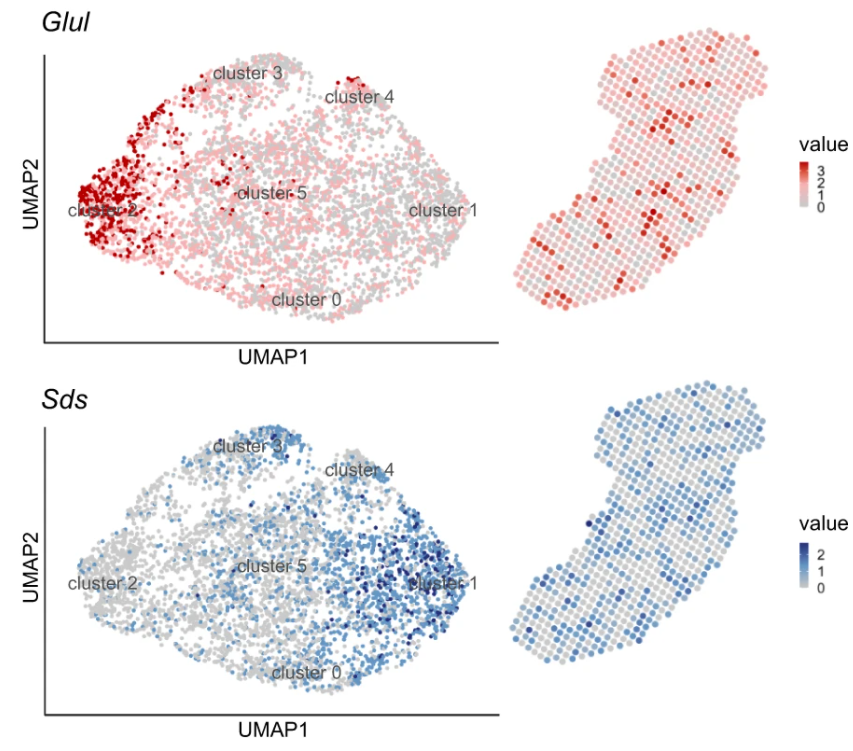 Glul
cluster 3
cluster 4
cluster 5
cluster 2
cluster 1
cluster 0
UMAP2
UMAP1
value
3
2
1
0
Sds
cluster 3
cluster 4
cluster 5
cluster 2
cluster 1
cluster 0
UMAP2
UMAP1
value
2
1
0